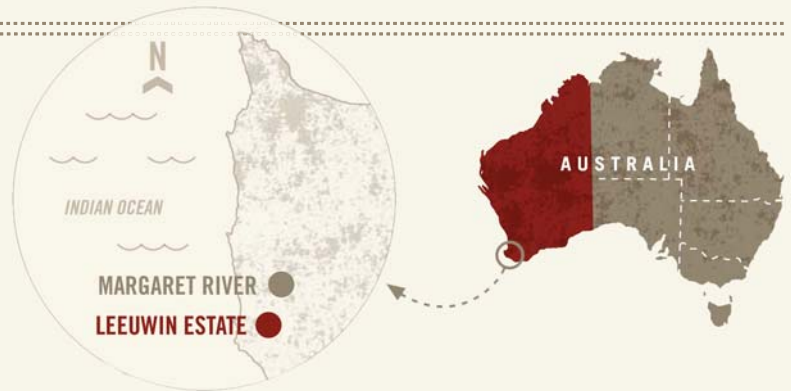 N
AUSTRALIA
INDIAN OCEAN
MARGARET RIVER
LEEUWIN ESTATE